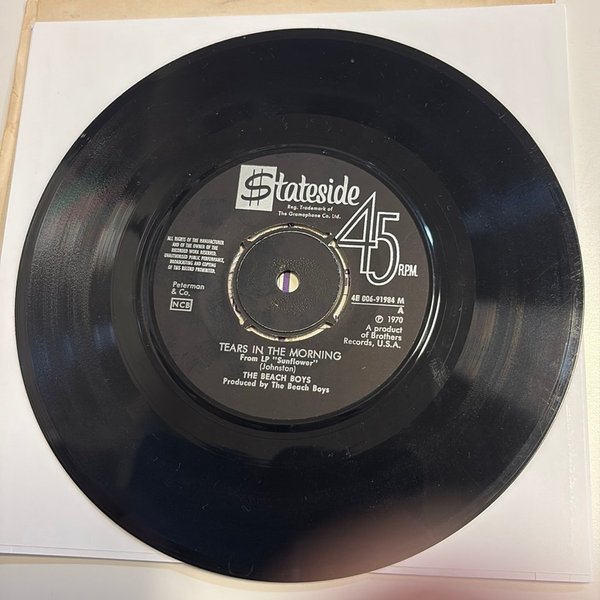 $tateside
Reg. Trademark of
The Gramophone Co. Ltd.
45 R.P.M.
ALL RIGHTS OF THE MANUFACTURER
AND OF THE OWNER OF THE
RECORDED WORK RESERVED.
UNAUTHORISED PUBLIC PERFORMANCE,
BROADCASTING AND COPYING
OF THIS RECORD PROHIBITED.
Peterman
& Co.
NCB
4E 006-91984 M
A
℗ 1970
A product
of Brothers
Records, U.S.A.
TEARS IN THE MORNING
From LP "Sunflower"
(Johnston)
THE BEACH BOYS
Produced by The Beach Boys